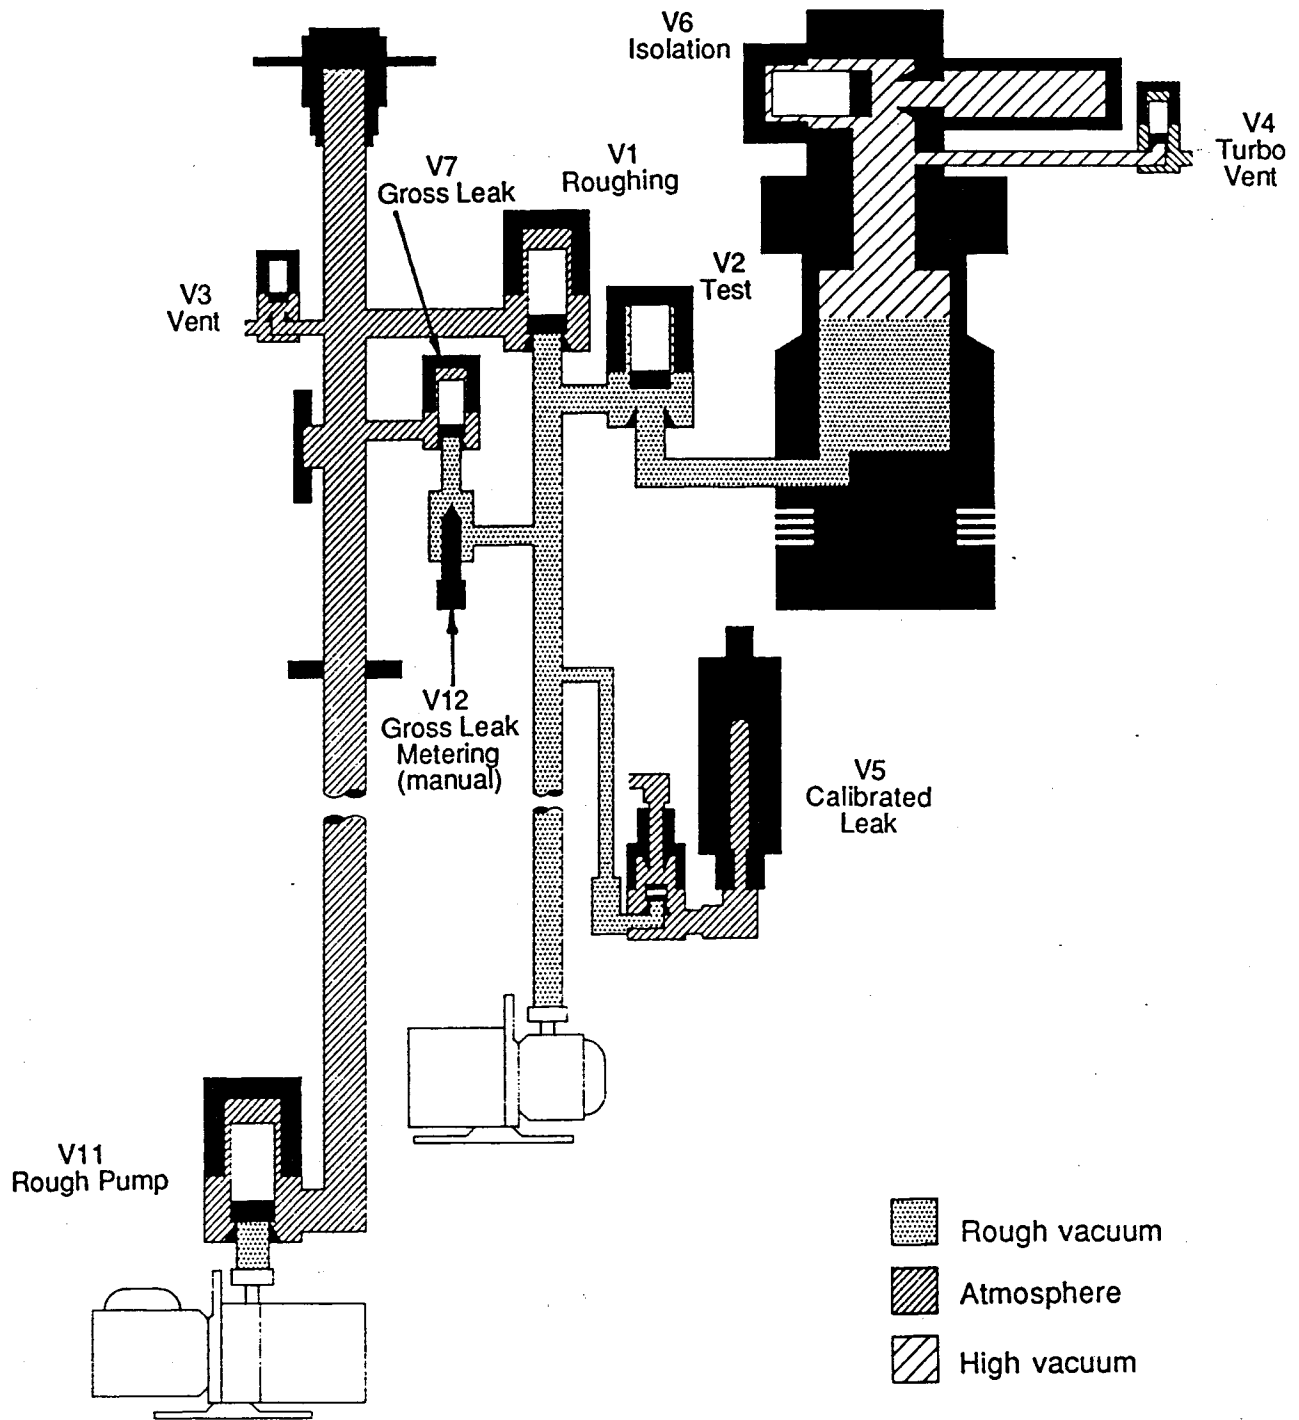 V6
Isolation
V4
Turbo
Vent
V1
Roughing
V7
Gross Leak
V2
Test
V3
Vent
V12
Gross Leak
Metering
(manual)
V5
Calibrated
Leak
V11
Rough Pump
Rough vacuum
Atmosphere
High vacuum